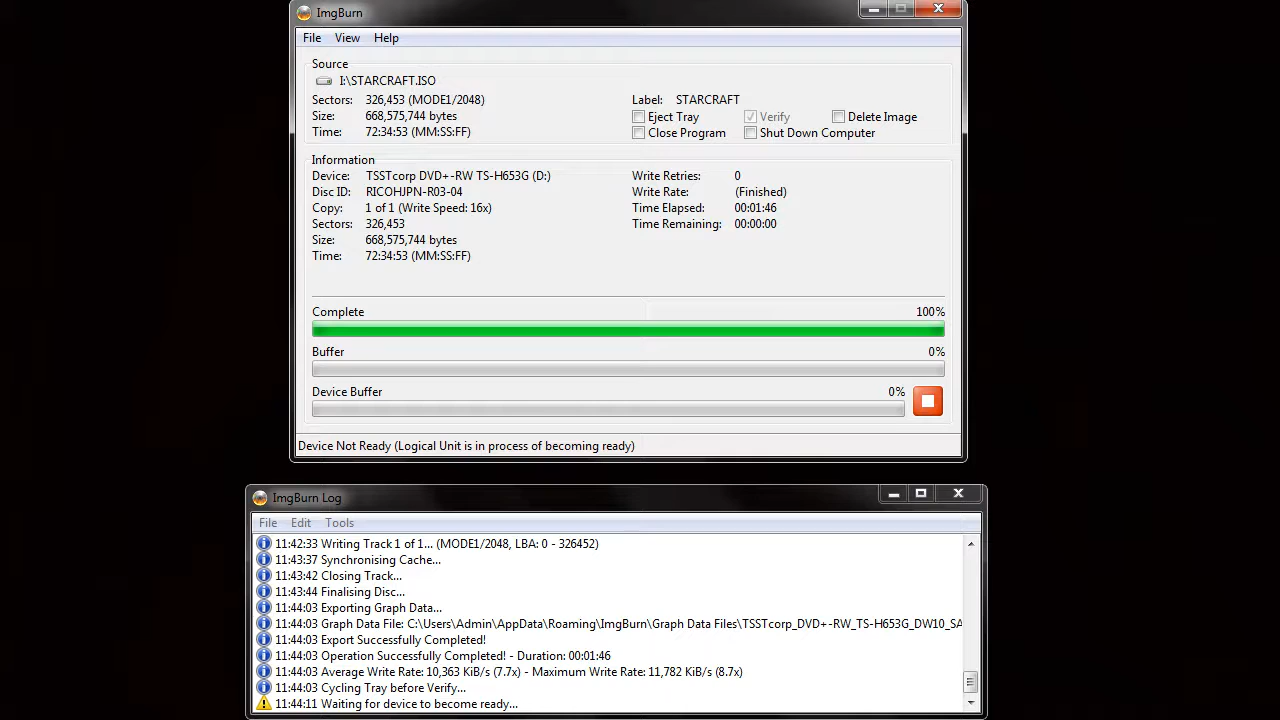 ImgBurn
File View Help
Source
I:\STARCRAFT.ISO
Sectors: 326,453 (MODE1/2048)
Size: 668,575,744 bytes
Time: 72:34:53 (MM:SS:FF)
Label: STARCRAFT
Eject Tray Verify Delete Image
Close Program Shut Down Computer
Information
Device: TSSTcorp DVD+-RW TS-H653G (D:)
Disc ID: RICOHJPN-R03-04
Copy: 1 of 1 (Write Speed: 16x)
Sectors: 326,453
Size: 668,575,744 bytes
Time: 72:34:53 (MM:SS:FF)
Write Retries: 0
Write Rate: (Finished)
Time Elapsed: 00:01:46
Time Remaining: 00:00:00
Complete 100%
Buffer 0%
Device Buffer 0%
Device Not Ready (Logical Unit is in process of becoming ready)
ImgBurn Log
File Edit Tools
11:42:33 Writing Track 1 of 1... (MODE1/2048, LBA: 0 - 326452)
11:43:37 Synchronising Cache...
11:43:42 Closing Track...
11:43:44 Finalising Disc...
11:44:03 Exporting Graph Data...
11:44:03 Graph Data File: C:\Users\Admin\AppData\Roaming\ImgBurn\Graph Data Files\TSSTcorp_DVD+-RW_TS-H653G_DW10_SA
11:44:03 Export Successfully Completed!
11:44:03 Operation Successfully Completed! - Duration: 00:01:46
11:44:03 Average Write Rate: 10,363 KiB/s (7.7x) - Maximum Write Rate: 11,782 KiB/s (8.7x)
11:44:03 Cycling Tray before Verify...
11:44:11 Waiting for device to become ready...